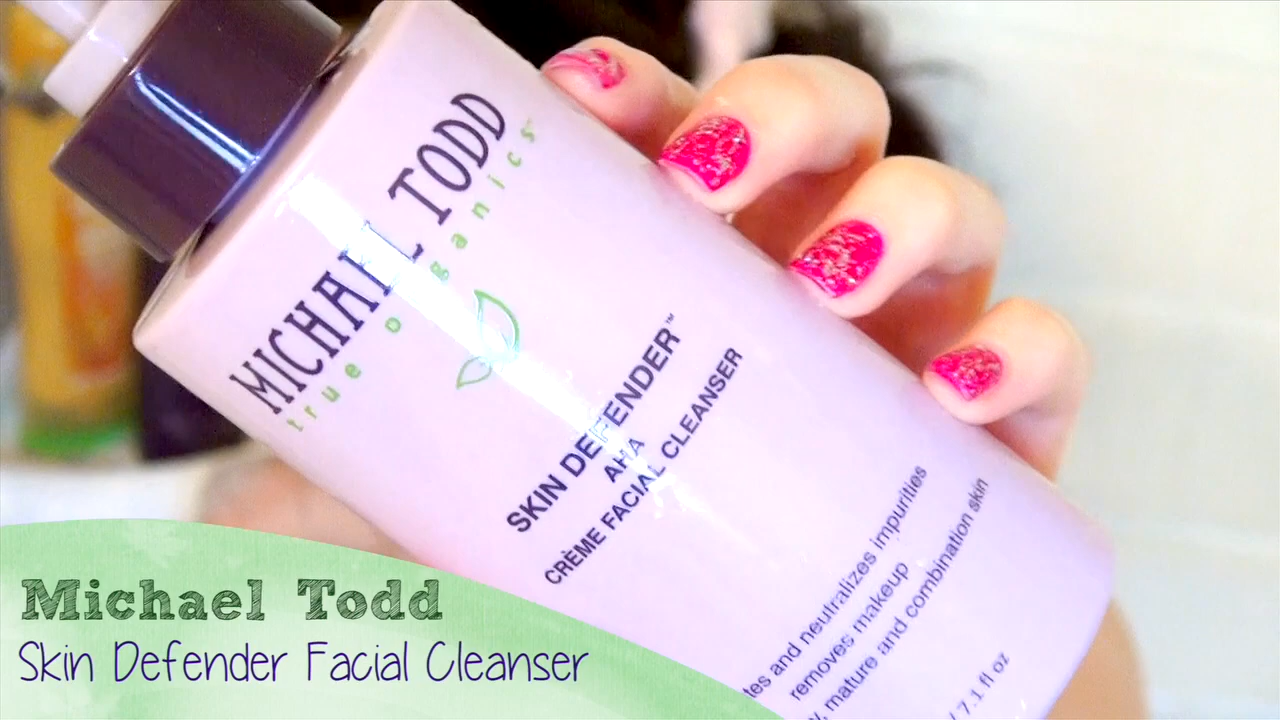 MICHAEL TODD
true organics
SKIN DEFENDER™
AHA
CRÈME FACIAL CLEANSER
and neutralizes impurities
removes makeup
mature and combination skin
7.1 fl oz
Michael Todd
Skin Defender Facial Cleanser